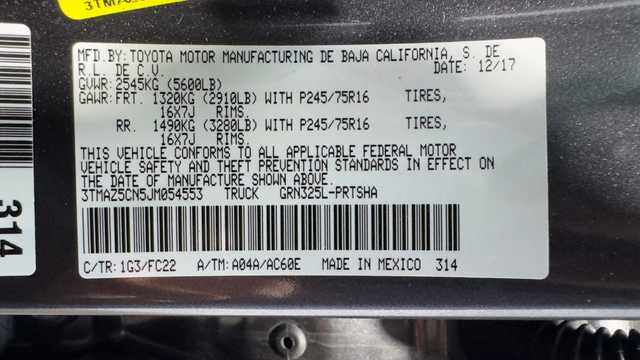 MFD.BY:TOYOTA MOTOR MANUFACTURING DE BAJA CALIFORNIA, S. DE
R.L. DE C.V. DATE: 12/17
GVWR: 2545KG (5600LB)
GAWR: FRT. 1320KG (2910LB) WITH P245/75R16 TIRES,
16X7J RIMS.
RR. 1490KG (3280LB) WITH P245/75R16 TIRES,
16X7J RIMS.
THIS VEHICLE CONFORMS TO ALL APPLICABLE FEDERAL MOTOR
VEHICLE SAFETY AND THEFT PREVENTION STANDARDS IN EFFECT ON
THE DATE OF MANUFACTURE SHOWN ABOVE.
3TMAZ5CN5JM054553 TRUCK GRN325L-PRTSHA
C/TR: 1G3/FC22 A/TM: A04A/AC60E MADE IN MEXICO 314
314